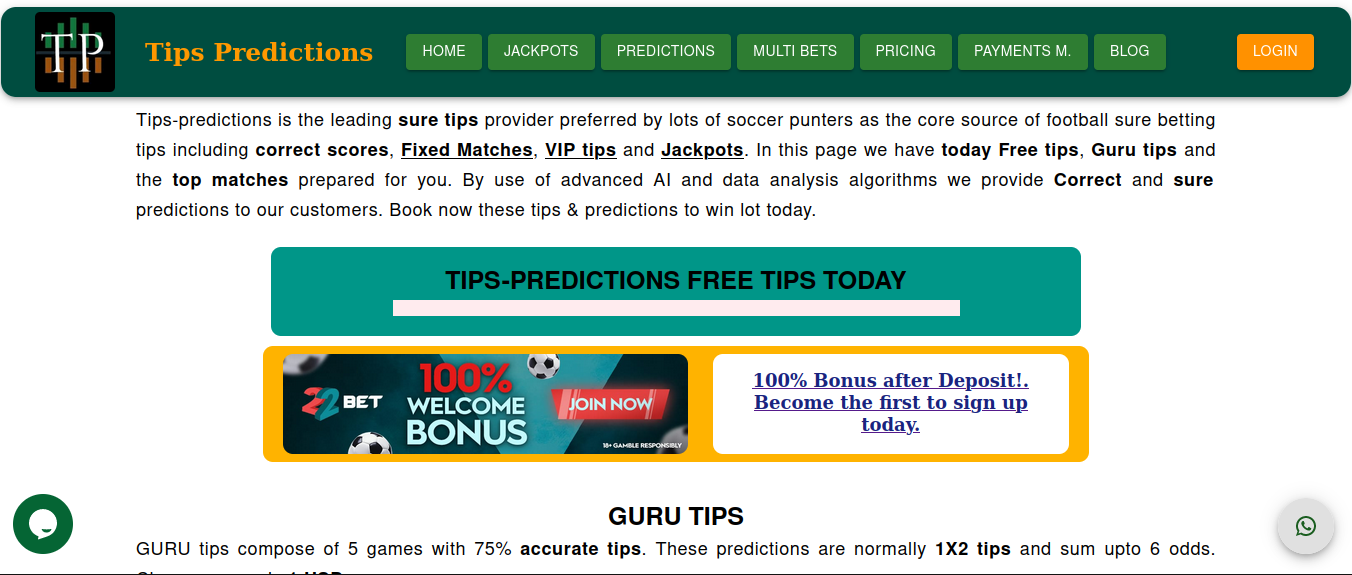 TP
Tips Predictions
HOME
JACKPOTS
PREDICTIONS
MULTI BETS
PRICING
PAYMENTS M.
BLOG
LOGIN
Tips-predictions is the leading sure tips provider preferred by lots of soccer punters as the core source of football sure betting
tips including correct scores, Fixed Matches, VIP tips and Jackpots. In this page we have today Free tips, Guru tips and
the top matches prepared for you. By use of advanced AI and data analysis algorithms we provide Correct and sure
predictions to our customers. Book now these tips & predictions to win lot today.
TIPS-PREDICTIONS FREE TIPS TODAY
22 BET
100%
WELCOME
BONUS
JOIN NOW
18+ GAMBLE RESPONSIBLY
100% Bonus after Deposit!.
Become the first to sign up
today.
GURU TIPS
GURU tips compose of 5 games with 75% accurate tips. These predictions are normally 1X2 tips and sum upto 6 odds.